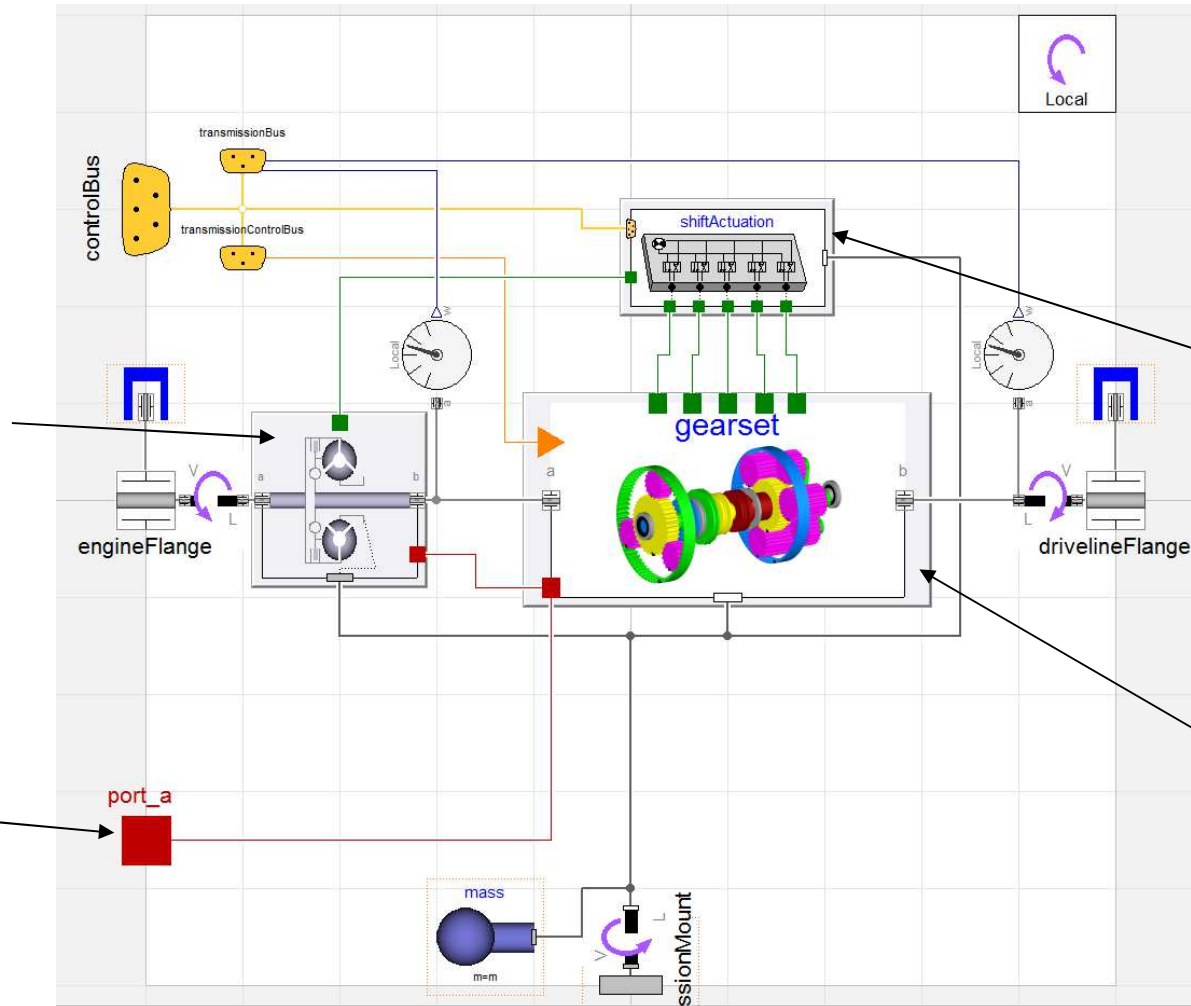 Local
transmissionBus
controlBus
transmissionControlBus
shiftActuation
w
w
Local
Local
a
a
gearset
V
a
b
a
b
V
L
L
engineFlange
drivelineFlange
port_a
mass
L
V
m=m
ssionMount